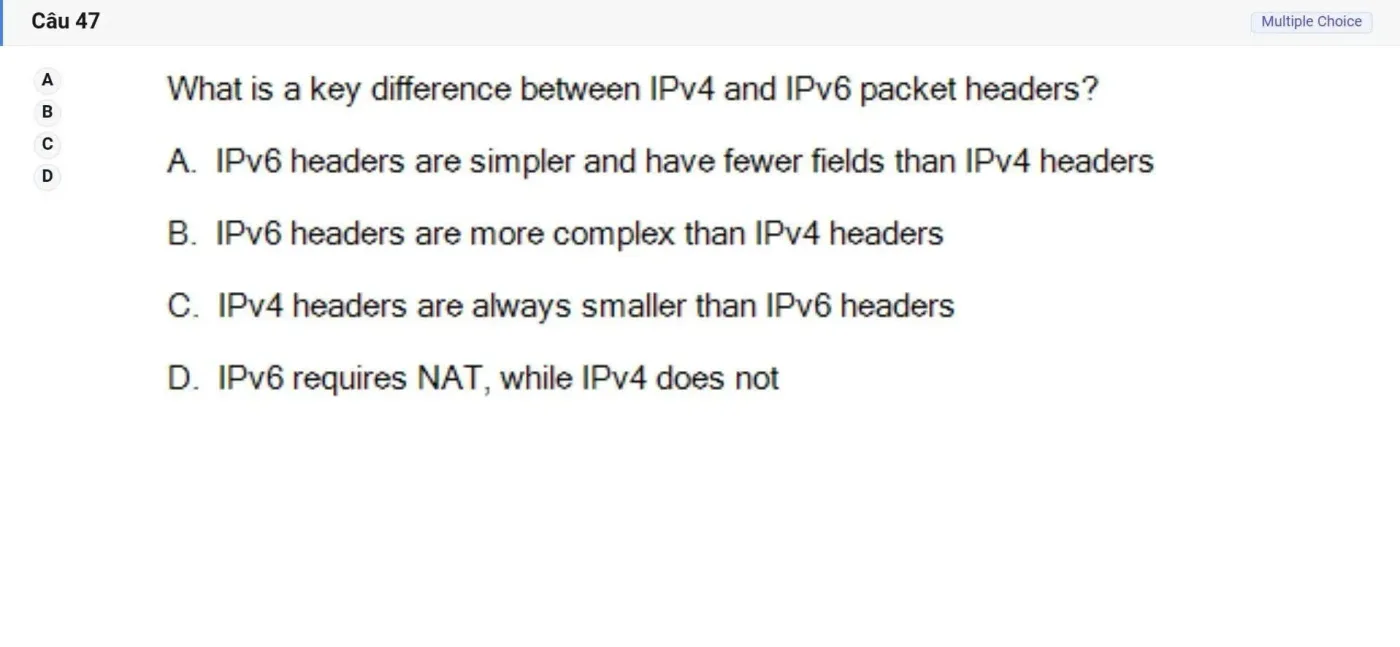 Câu 47
Multiple Choice
A
B
C
D
What is a key difference between IPv4 and IPv6 packet headers?
A. IPv6 headers are simpler and have fewer fields than IPv4 headers
B. IPv6 headers are more complex than IPv4 headers
C. IPv4 headers are always smaller than IPv6 headers
D. IPv6 requires NAT, while IPv4 does not